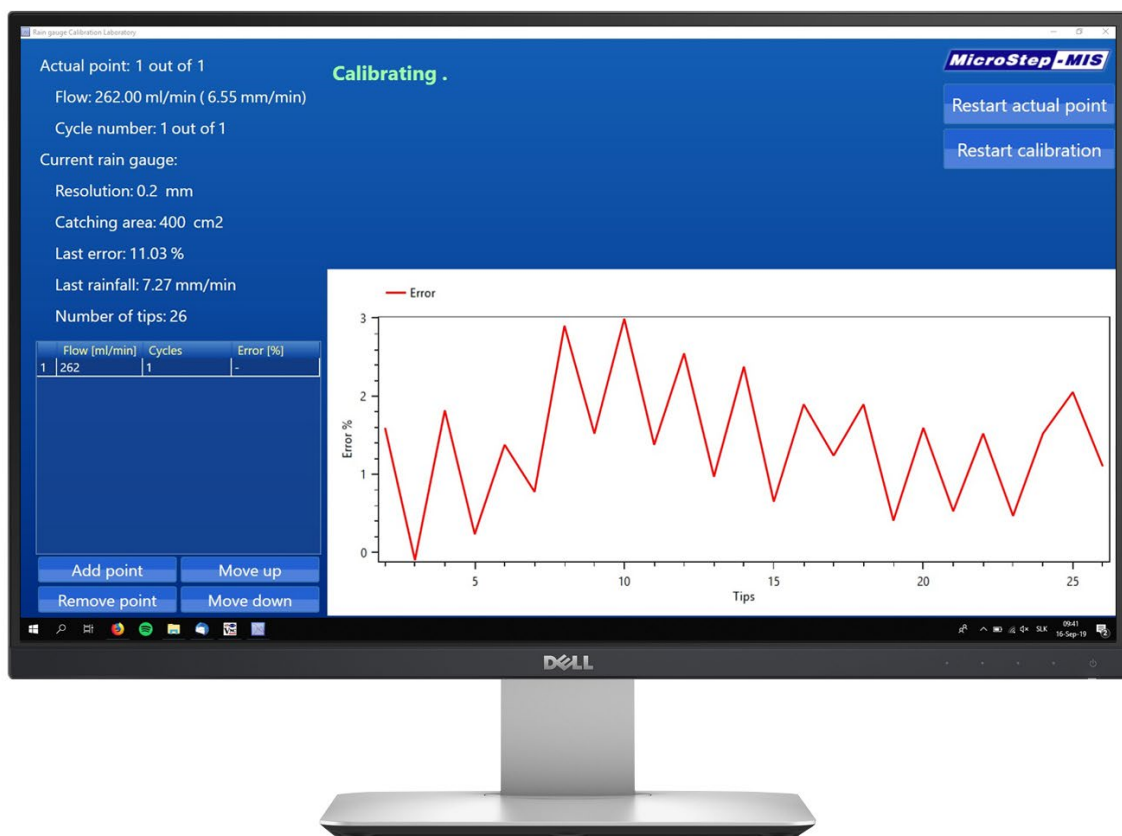 Rain gauge Calibration Laboratory
Actual point: 1 out of 1
Flow: 262.00 ml/min ( 6.55 mm/min)
Cycle number: 1 out of 1
Current rain gauge:
Resolution: 0.2 mm
Catching area: 400 cm2
Last error: 11.03 %
Last rainfall: 7.27 mm/min
Number of tips: 26
Flow [ml/min] Cycles Error [%]
1 262 1 -
Add point Move up
Remove point Move down
Calibrating .
MicroStep-MIS
Restart actual point
Restart calibration
Error
3
2
1
0
Error %
5 10 15 20 25
Tips
SLK
09:41
16-Sep-19
2
DELL